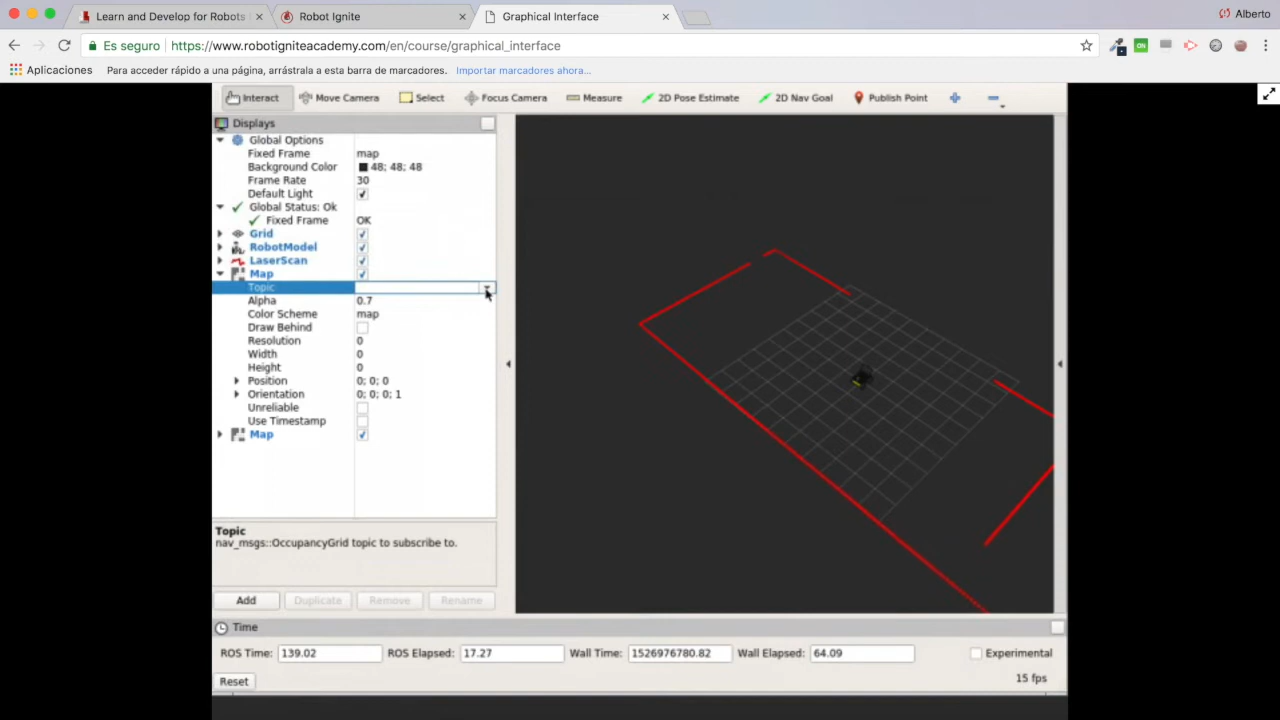 Learn and Develop for Robots
Robot Ignite
Graphical Interface
Alberto
Es seguro
https://www.robotigniteacademy.com/en/course/graphical_interface
ON
Aplicaciones
Para acceder rápido a una página, arrástrala a esta barra de marcadores.
Importar marcadores ahora...
Interact
Move Camera
Select
Focus Camera
Measure
2D Pose Estimate
2D Nav Goal
Publish Point
Displays
Global Options
Fixed Frame map
Background Color 48; 48; 48
Frame Rate 30
Default Light
Global Status: Ok
Fixed Frame OK
Grid
RobotModel
LaserScan
Map
Topic
Alpha 0.7
Color Scheme map
Draw Behind
Resolution 0
Width 0
Height 0
Position 0; 0; 0
Orientation 0; 0; 0; 1
Unreliable
Use Timestamp
Map
Topic
nav_msgs::OccupancyGrid topic to subscribe to.
Add
Duplicate
Remove
Rename
Time
ROS Time: 139.02
ROS Elapsed: 17.27
Wall Time: 1526976780.82
Wall Elapsed: 64.09
Experimental
Reset
15 fps